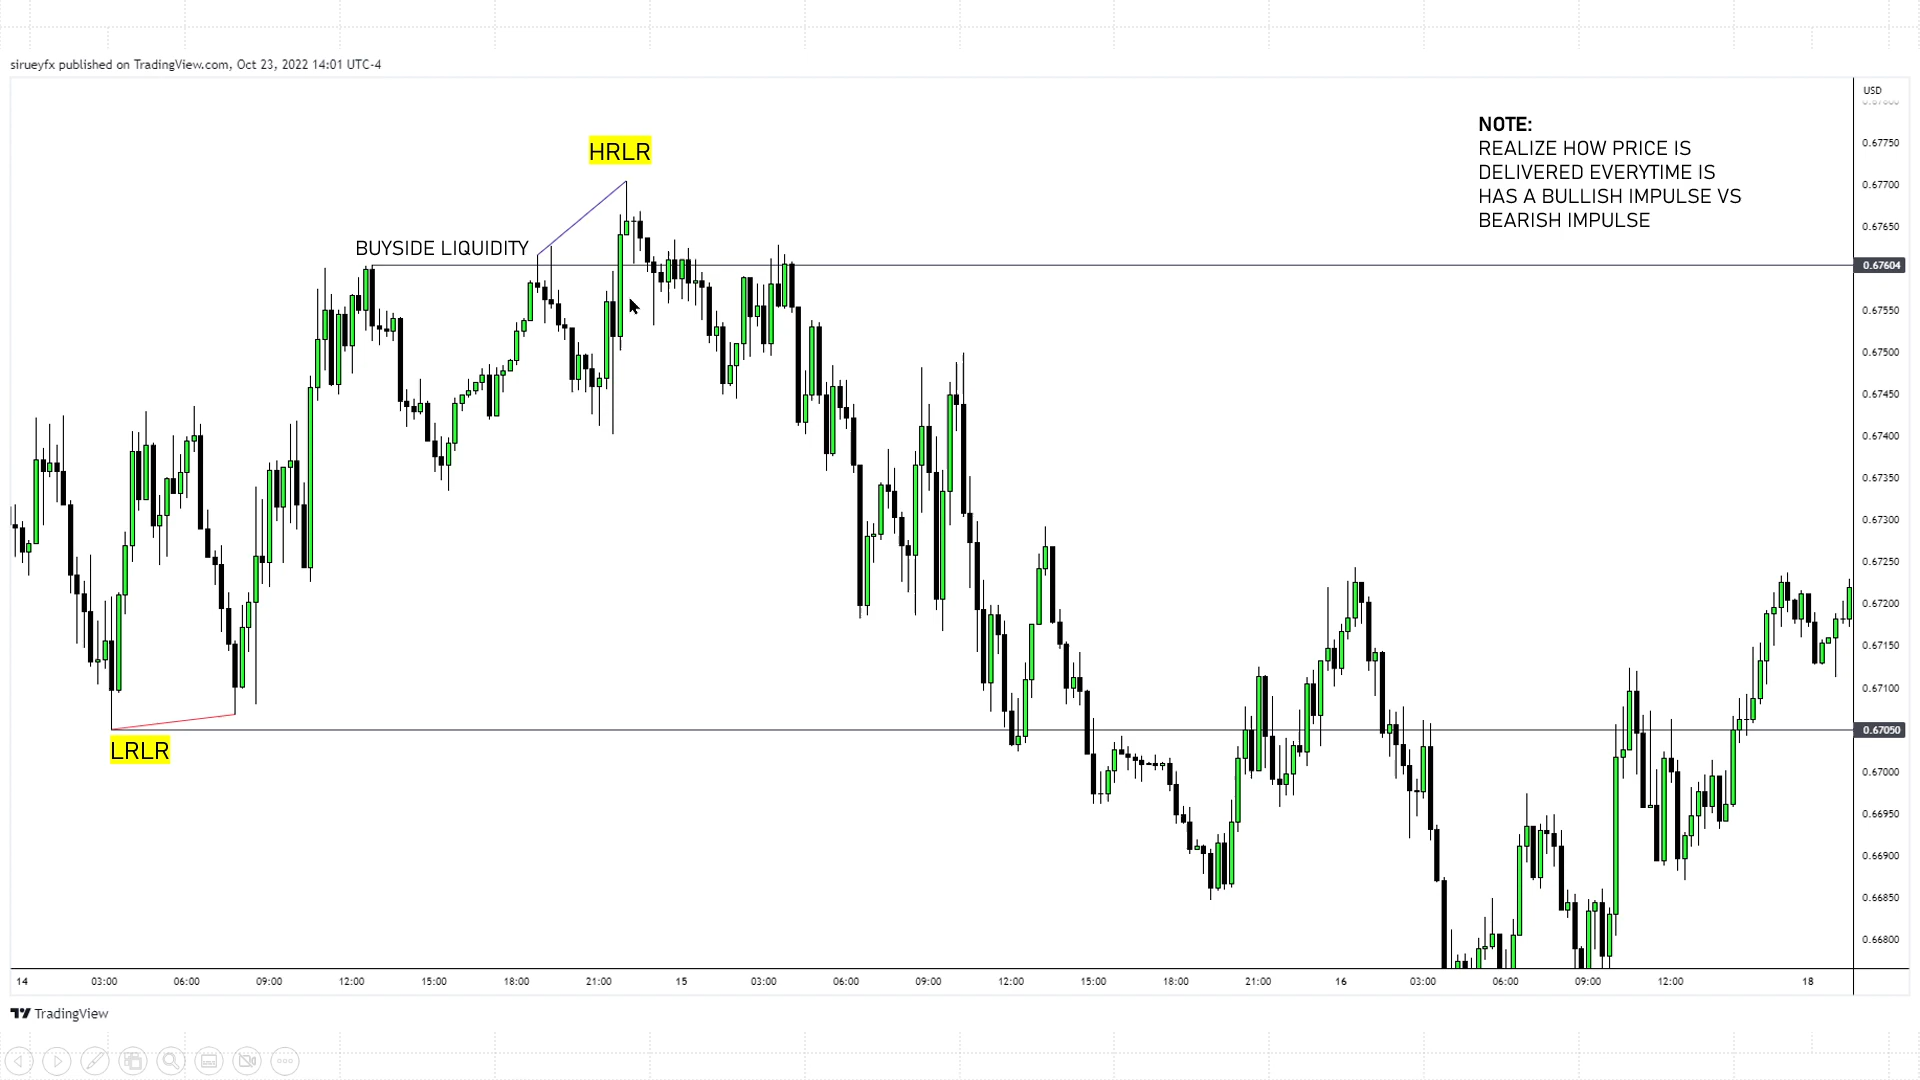 sirueyfx published on TradingView.com, Oct 23, 2022 14:01 UTC-4
USD
HRLR
NOTE:
REALIZE HOW PRICE IS
DELIVERED EVERYTIME IS
HAS A BULLISH IMPULSE VS
BEARISH IMPULSE
BUYSIDE LIQUIDITY
LRLR
0.67750
0.67700
0.67650
0.67604
0.67550
0.67500
0.67450
0.67400
0.67350
0.67300
0.67250
0.67200
0.67150
0.67100
0.67050
0.67000
0.66950
0.66900
0.66850
0.66800
14 03:00 06:00 09:00 12:00 15:00 18:00 21:00 15 03:00 06:00 09:00 12:00 15:00 18:00 21:00 16 03:00 06:00 09:00 12:00 18
TradingView